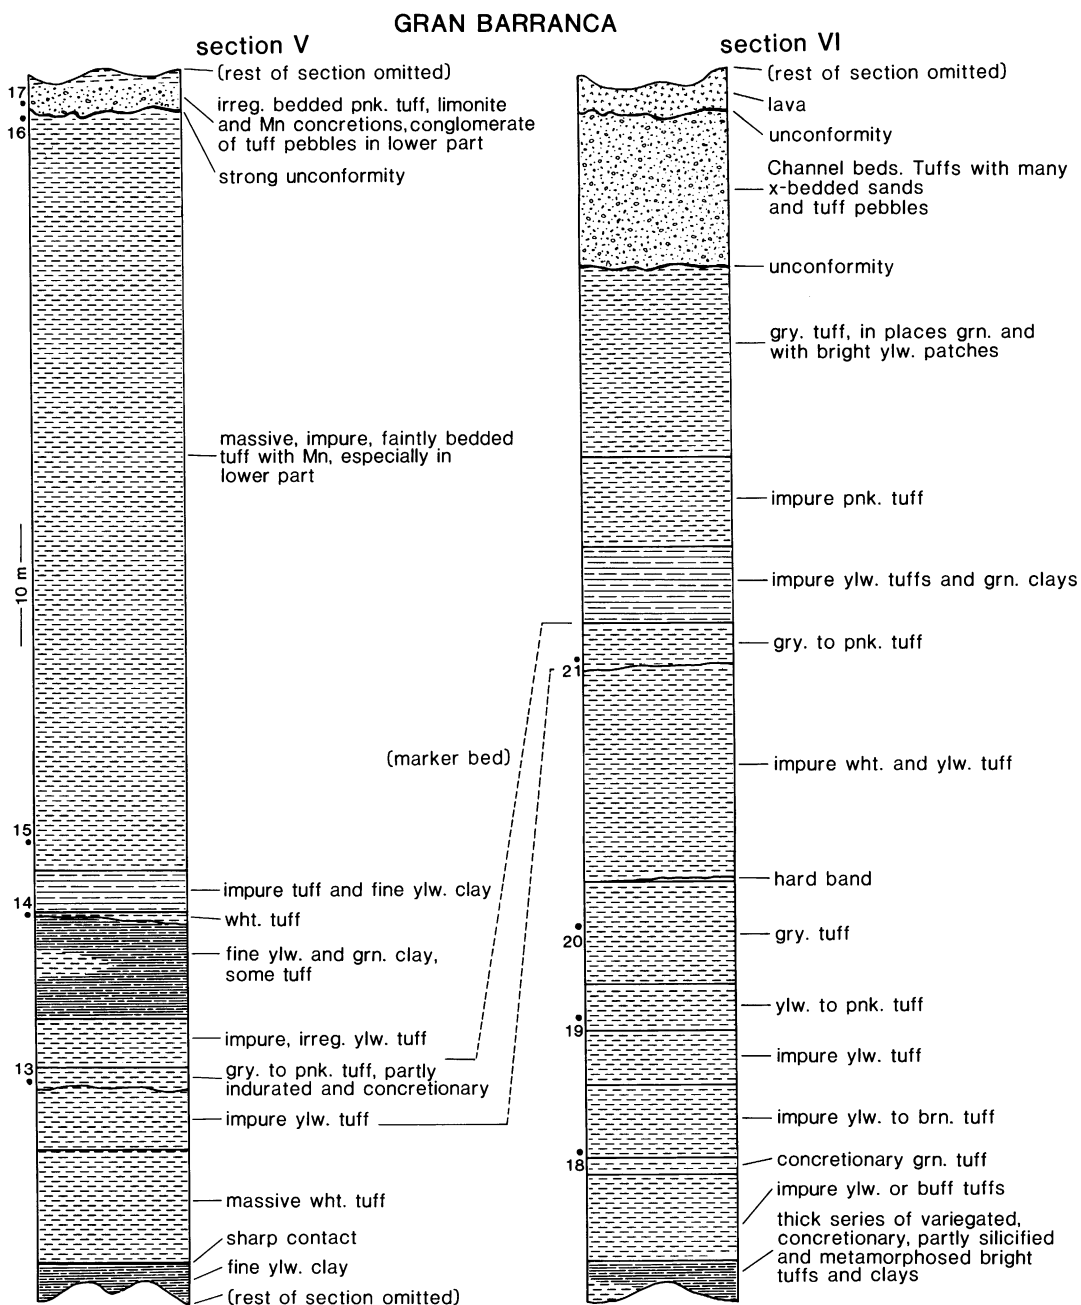 GRAN BARRANCA
section V
(rest of section omitted)
17
irreg. bedded pnk. tuff, limonite
and Mn concretions, conglomerate
of tuff pebbles in lower part
16
strong unconformity
massive, impure, faintly bedded
tuff with Mn, especially in
lower part
10 m
15
impure tuff and fine ylw. clay
14
wht. tuff
fine ylw. and grn. clay,
some tuff
impure, irreg. ylw. tuff
13
gry. to pnk. tuff, partly
indurated and concretionary
impure ylw. tuff
massive wht. tuff
sharp contact
fine ylw. clay
(rest of section omitted)
(marker bed)
section VI
(rest of section omitted)
lava
unconformity
Channel beds. Tuffs with many
x-bedded sands
and tuff pebbles
unconformity
gry. tuff, in places grn. and
with bright ylw. patches
impure pnk. tuff
impure ylw. tuffs and grn. clays
gry. to pnk. tuff
21
impure wht. and ylw. tuff
hard band
20
gry. tuff
ylw. to pnk. tuff
19
impure ylw. tuff
impure ylw. to brn. tuff
18
concretionary grn. tuff
impure ylw. or buff tuffs
thick series of variegated,
concretionary, partly silicified
and metamorphosed bright
tuffs and clays